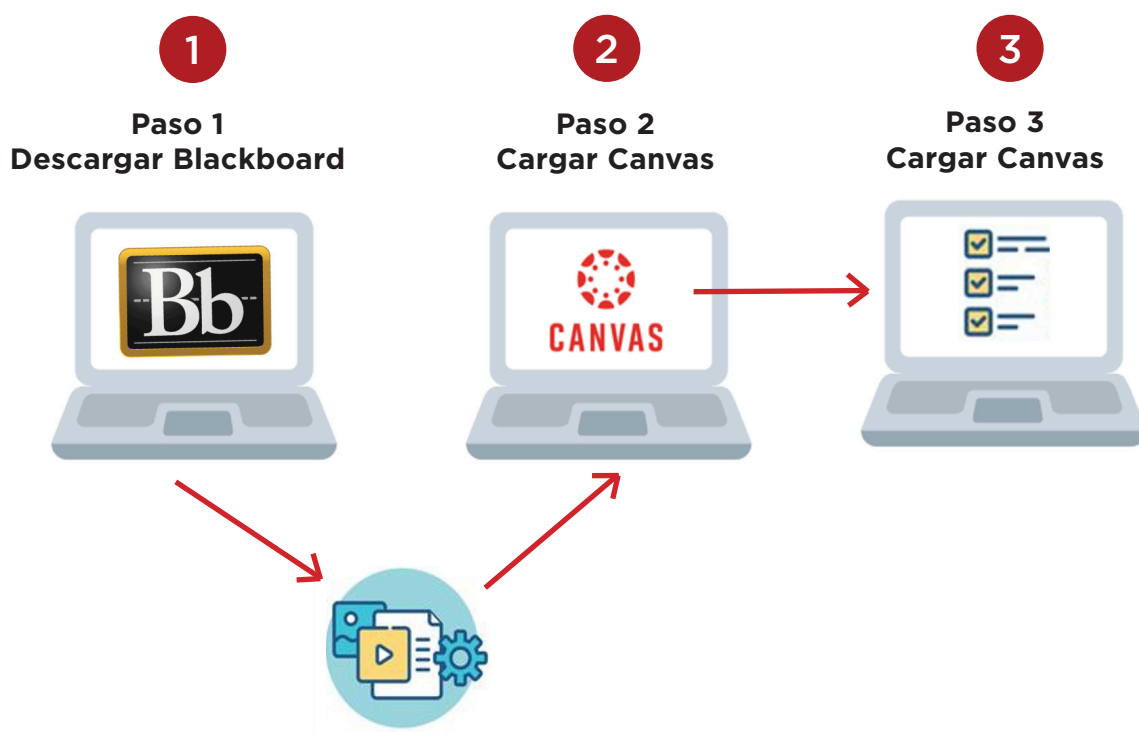 1
Paso 1
Descargar Blackboard
Bb
2
Paso 2
Cargar Canvas
CANVAS
3
Paso 3
Cargar Canvas